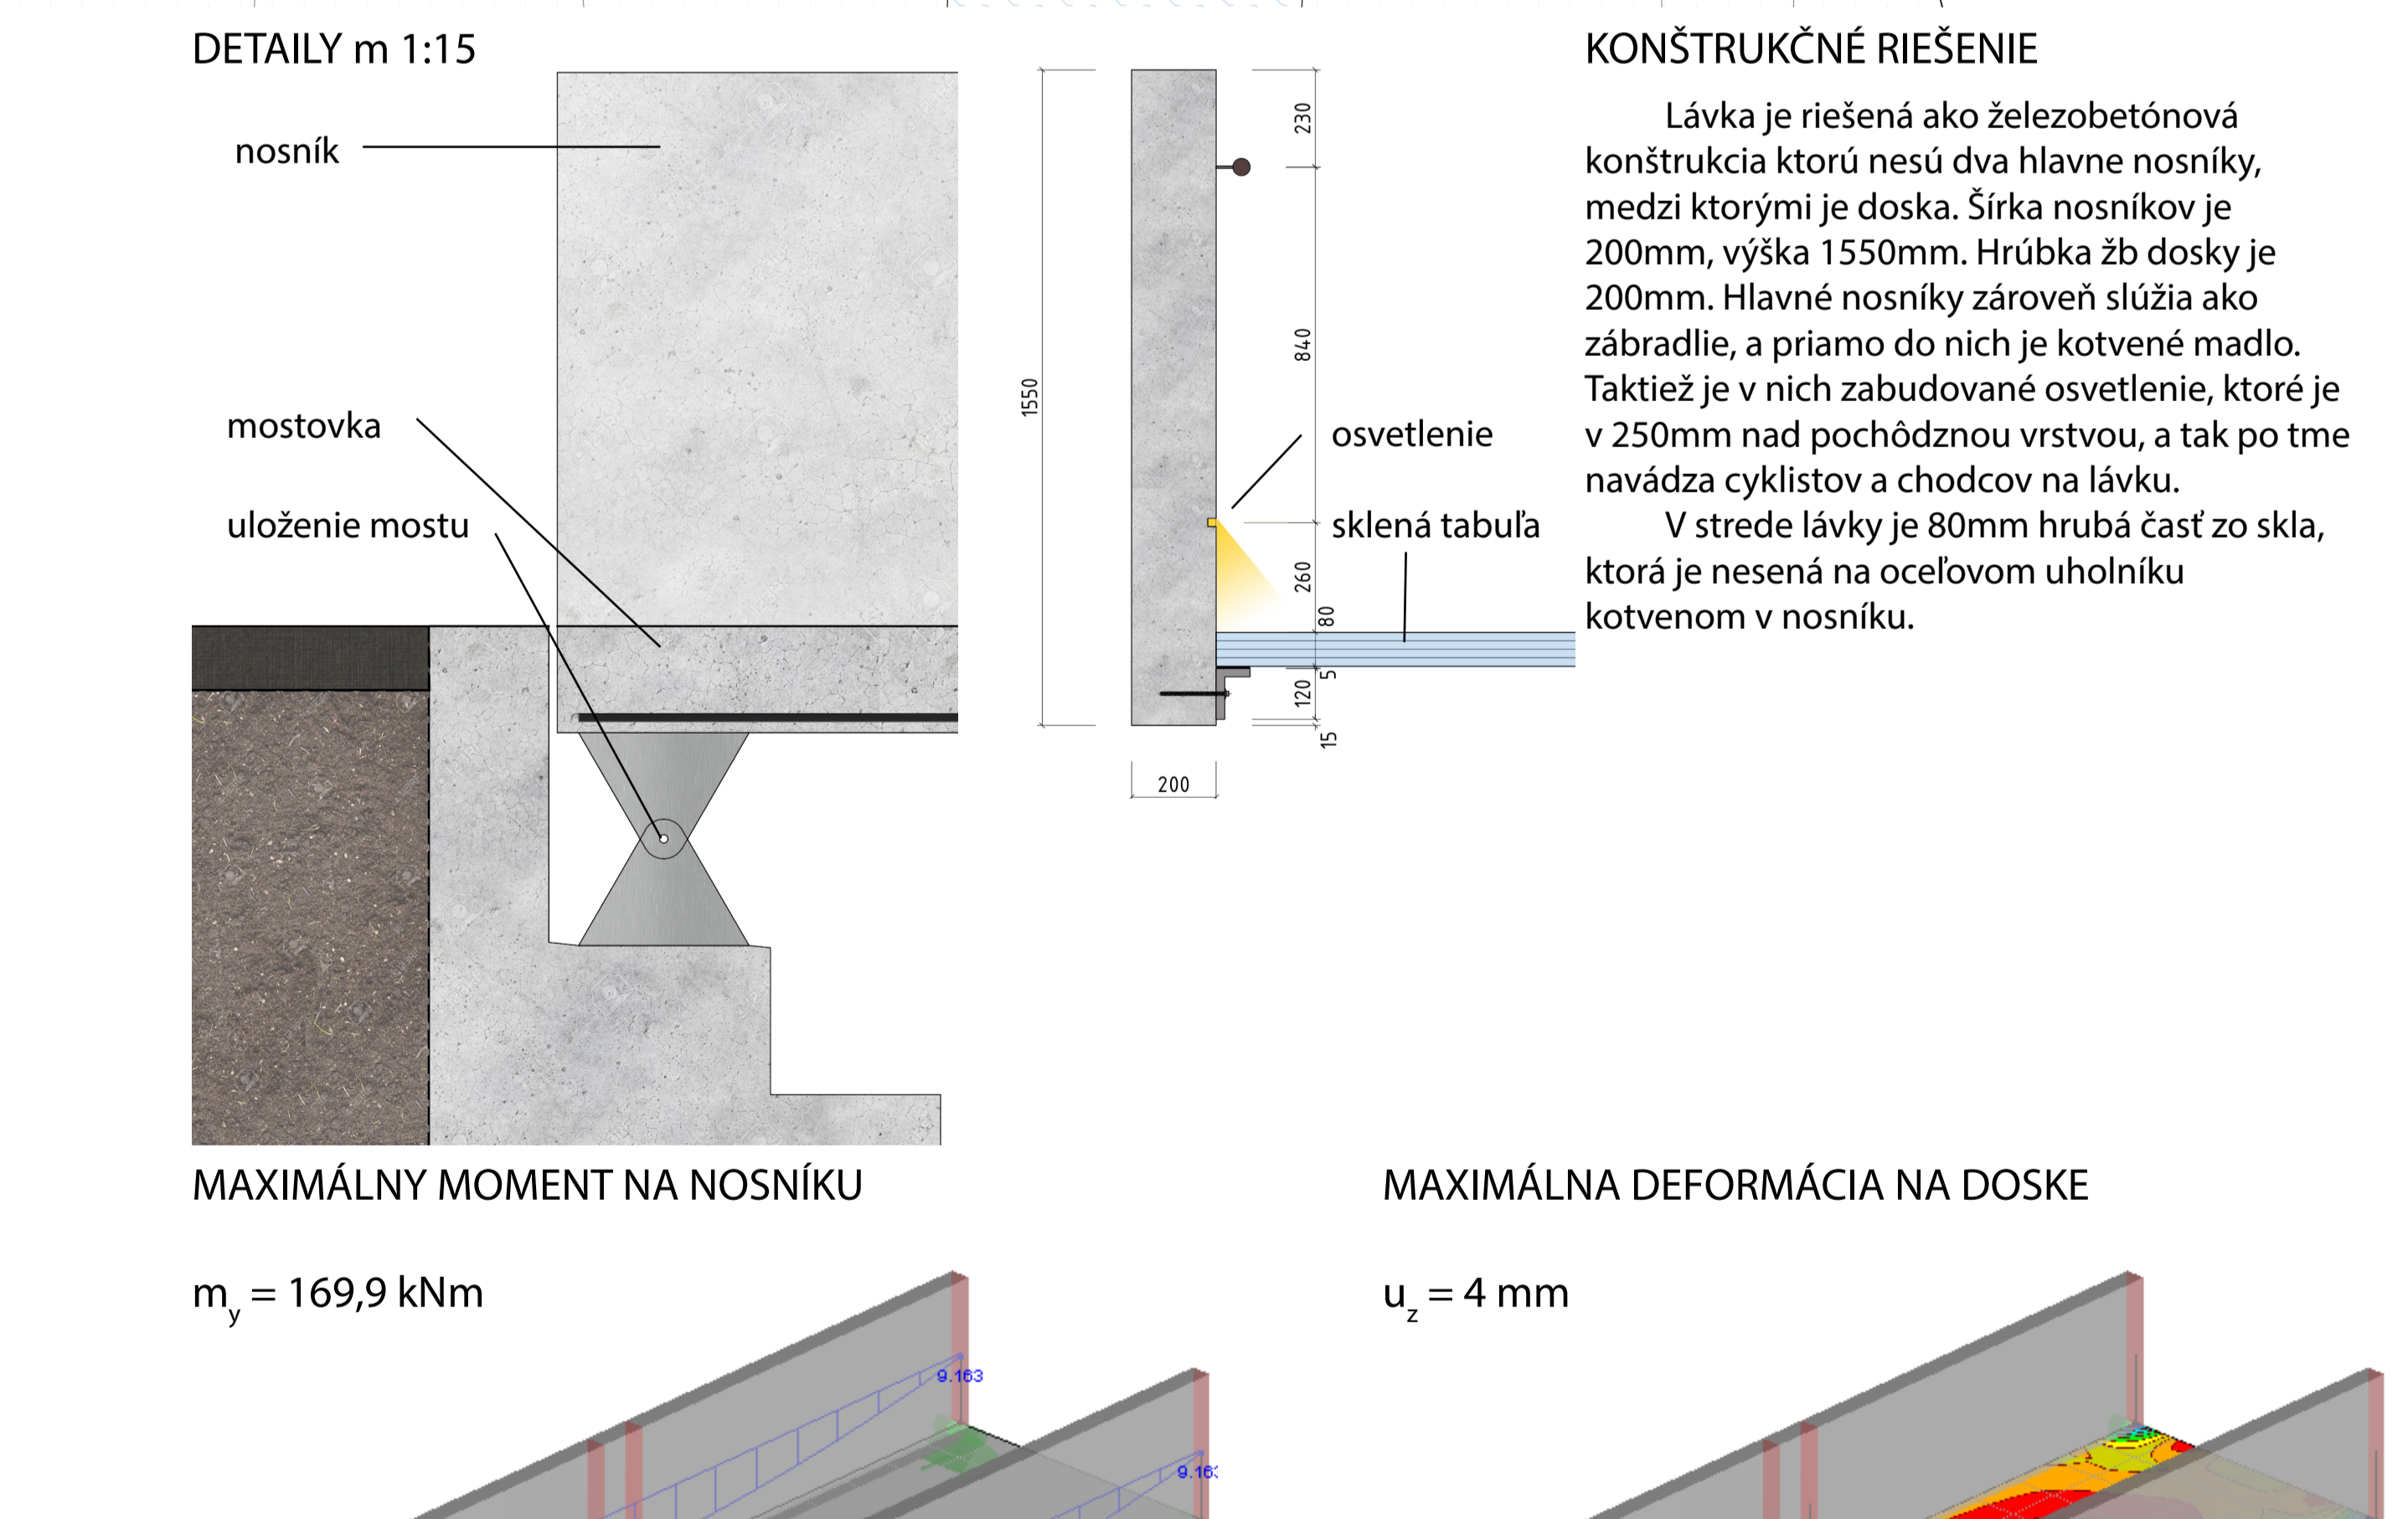 DETAILY m 1:15
nosník
mostovka
uloženie mostu
1550
200
230
840
260
80
5
120
15
osvetlenie
sklená tabuľa
KONŠTRUKČNÉ RIEŠENIE
Lávka je riešená ako železobetónová
konštrukcia ktorú nesú dva hlavne nosníky,
medzi ktorými je doska. Šírka nosníkov je
200mm, výška 1550mm. Hrúbka žb dosky je
200mm. Hlavné nosníky zároveň slúžia ako
zábradlie, a priamo do nich je kotvené madlo.
Taktiež je v nich zabudované osvetlenie, ktoré je
v 250mm nad pochôdznou vrstvou, a tak po tme
navádza cyklistov a chodcov na lávku.
V strede lávky je 80mm hrubá časť zo skla,
ktorá je nesená na oceľovom uholníku
kotvenom v nosníku.
MAXIMÁLNY MOMENT NA NOSNÍKU
m_y = 169,9 kNm
9.163
MAXIMÁLNA DEFORMÁCIA NA DOSKE
u_z = 4 mm